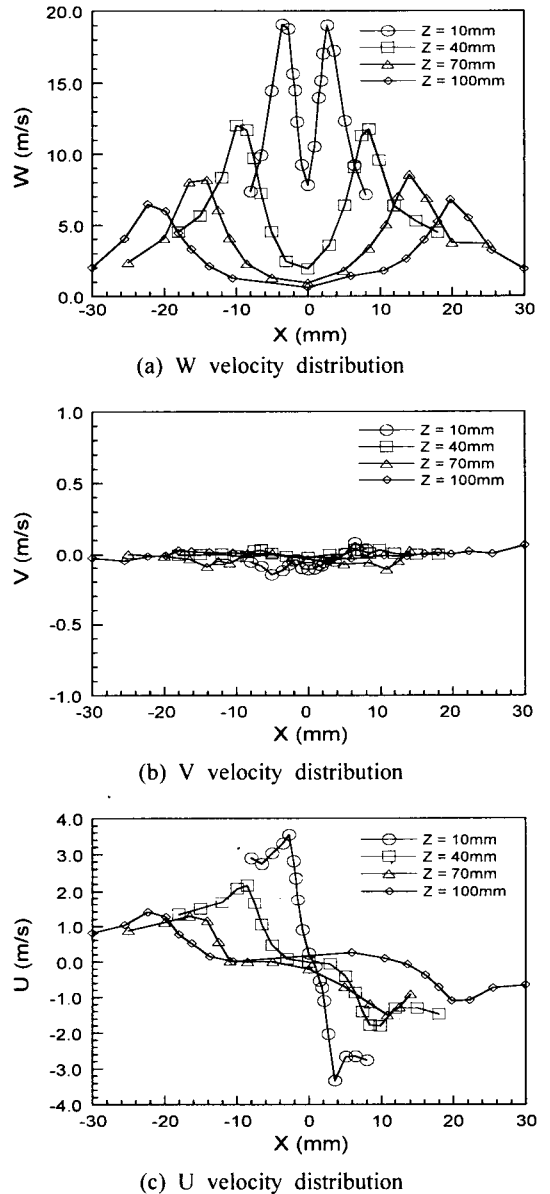 20.0
15.0
10.0
5.0
0.0
W (m/s)
Z = 10mm
Z = 40mm
Z = 70mm
Z = 100mm
-30 -20 -10 0 10 20 30
X (mm)
(a) W velocity distribution
1.0
0.5
0.0
-0.5
-1.0
V (m/s)
Z = 10mm
Z = 40mm
Z = 70mm
Z = 100mm
-30 -20 -10 0 10 20 30
X (mm)
(b) V velocity distribution
4.0
3.0
2.0
1.0
0.0
-1.0
-2.0
-3.0
-4.0
U (m/s)
Z = 10mm
Z = 40mm
Z = 70mm
Z = 100mm
-30 -20 -10 0 10 20 30
X (mm)
(c) U velocity distribution